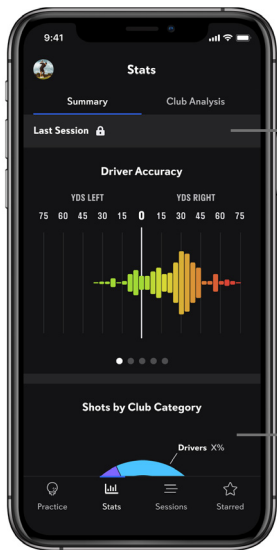 9:41
Stats
Summary Club Analysis
Last Session
Driver Accuracy
YDS LEFT YDS RIGHT
75 60 45 30 15 0 15 30 45 60 75
Shots by Club Category
Drivers X%
Practice Stats Sessions Starred